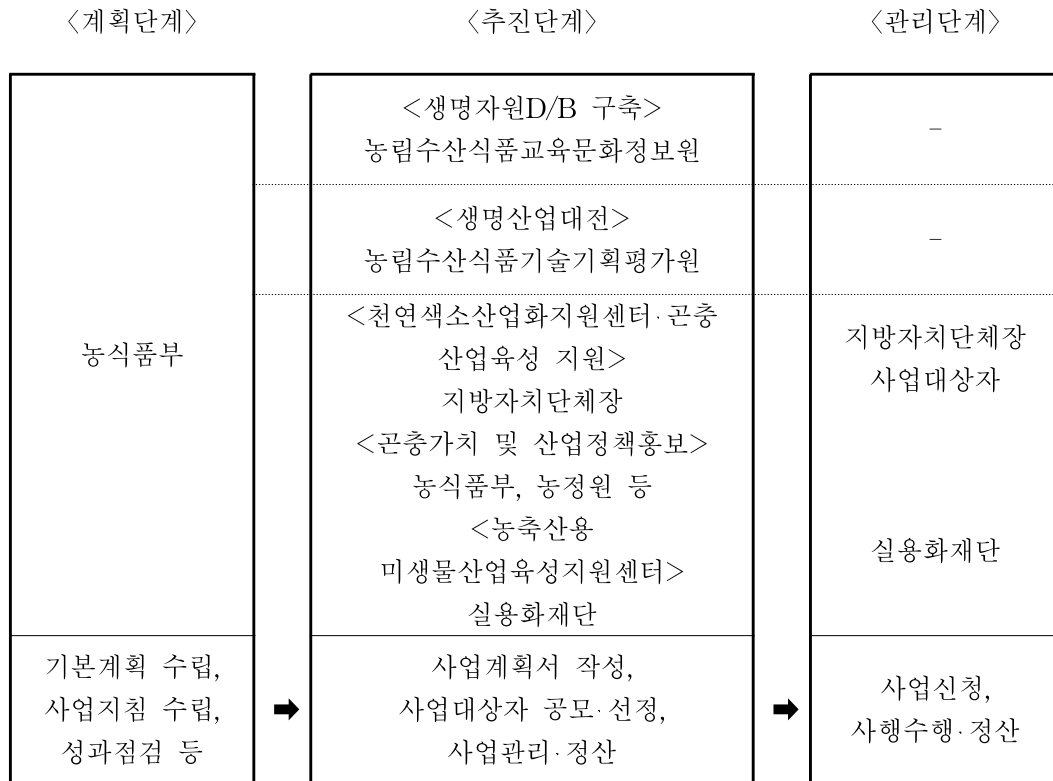 〈계획단계〉
〈추진단계〉
〈관리단계〉
농식품부
<생명자원D/B 구축>
농림수산식품교육문화정보원
–
<생명산업대전>
농림수산식품기술기획평가원
–
<천연색소산업화지원센터·곤충
산업육성 지원>
지방자치단체장
<곤충가치 및 산업정책홍보>
농식품부, 농정원 등
<농축산용
미생물산업육성지원센터>
실용화재단
지방자치단체장
사업대상자
실용화재단
기본계획 수립,
사업지침 수립,
성과점검 등
➡
사업계획서 작성,
사업대상자 공모·선정,
사업관리·정산
➡
사업신청,
사행수행·정산